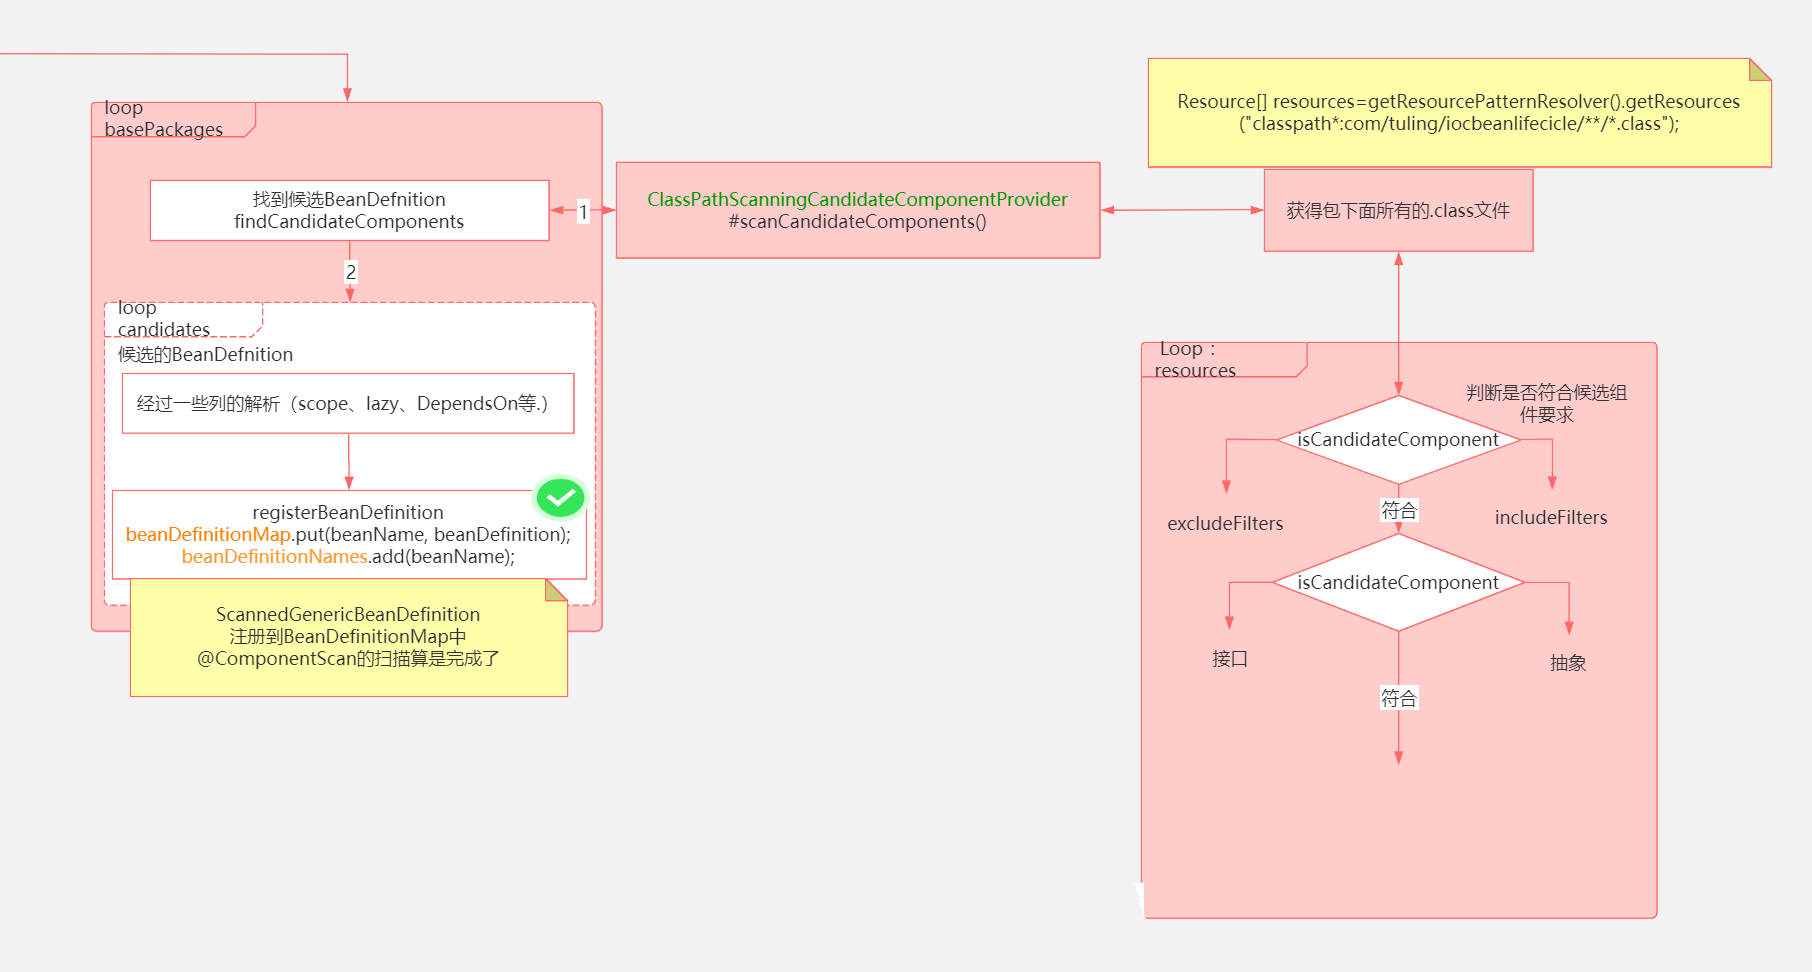 loop
basePackages
找到候选BeanDefnition
findCandidateComponents
1
2
loop
candidates
候选的BeanDefnition
经过一些列的解析（scope、lazy、DependsOn等.）
registerBeanDefinition
beanDefinitionMap.put(beanName, beanDefinition);
beanDefinitionNames.add(beanName);
ScannedGenericBeanDefinition
注册到BeanDefinitionMap中
@ComponentScan的扫描算是完成了
ClassPathScanningCandidateComponentProvider
#scanCandidateComponents()
Resource[] resources=getResourcePatternResolver().getResources
("classpath*:com/tuling/iocbeanlifecicle/**/*.class");
获得包下面所有的.class文件
Loop：
resources
判断是否符合候选组
件要求
isCandidateComponent
excludeFilters
符合
includeFilters
isCandidateComponent
接口
抽象
符合